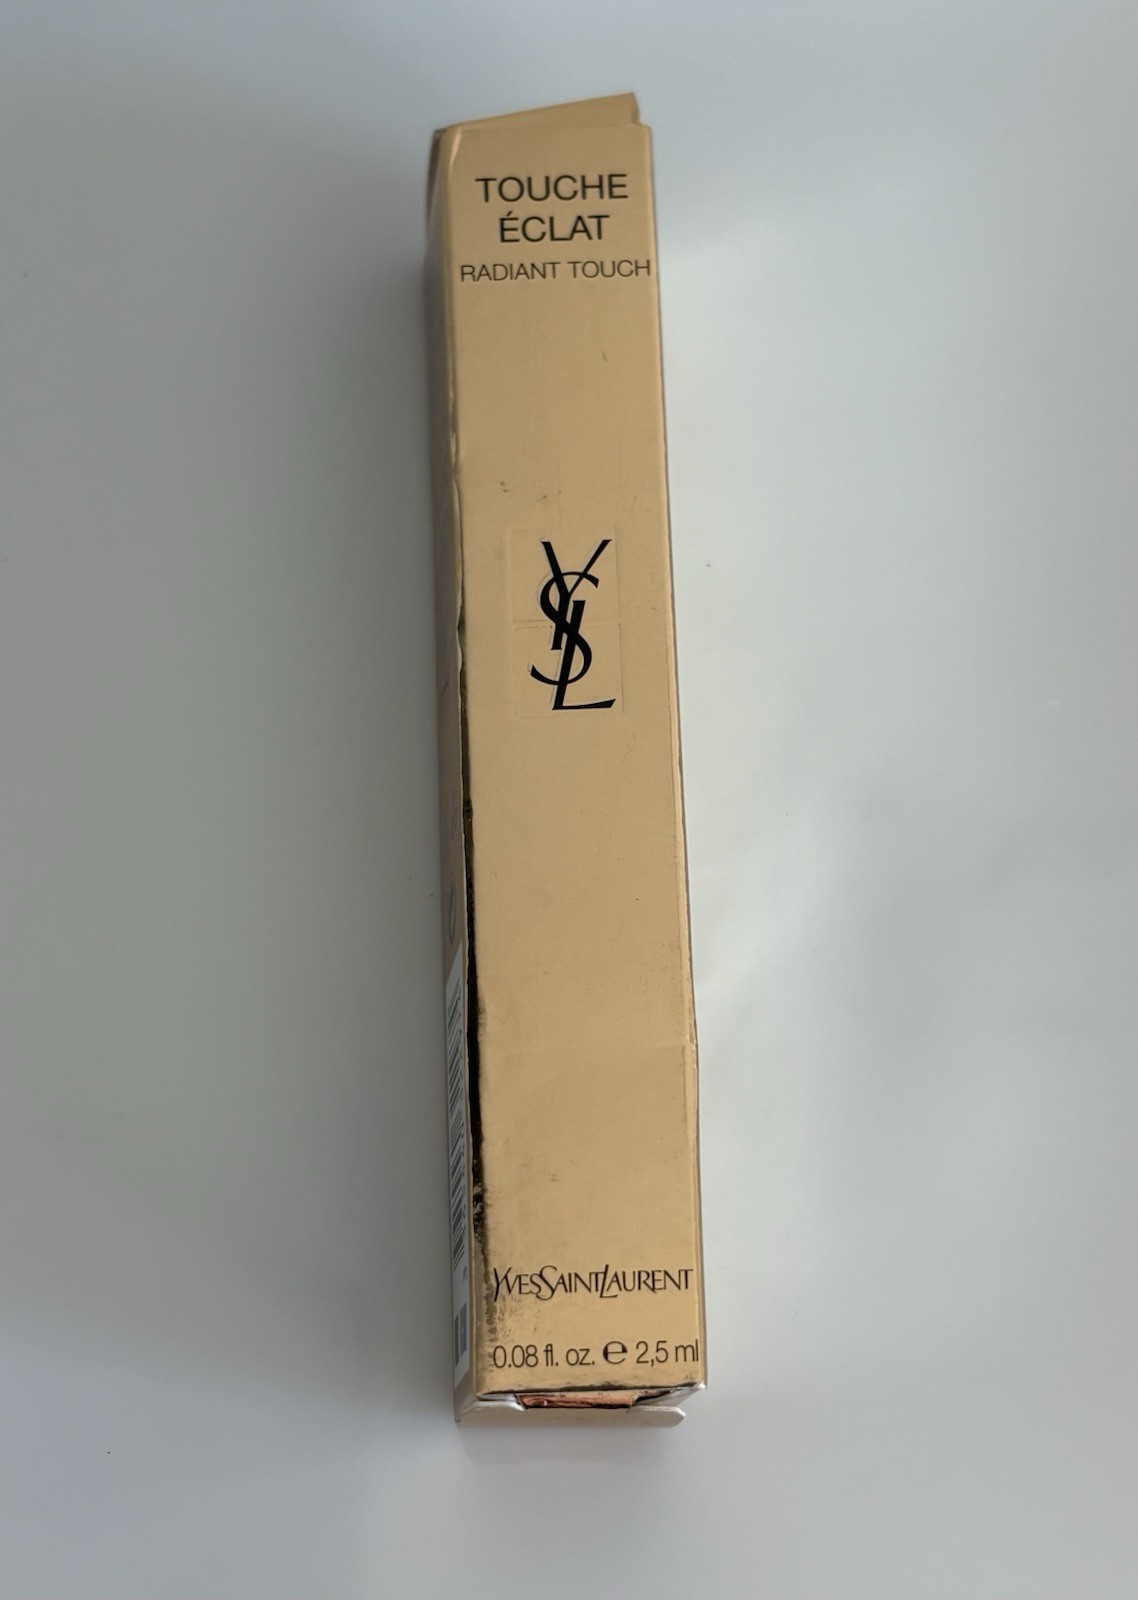 TOUCHE
ÉCLAT
RADIANT TOUCH
YSL
YVESSAINTLAURENT
0.08 fl. oz. ℮ 2,5 ml